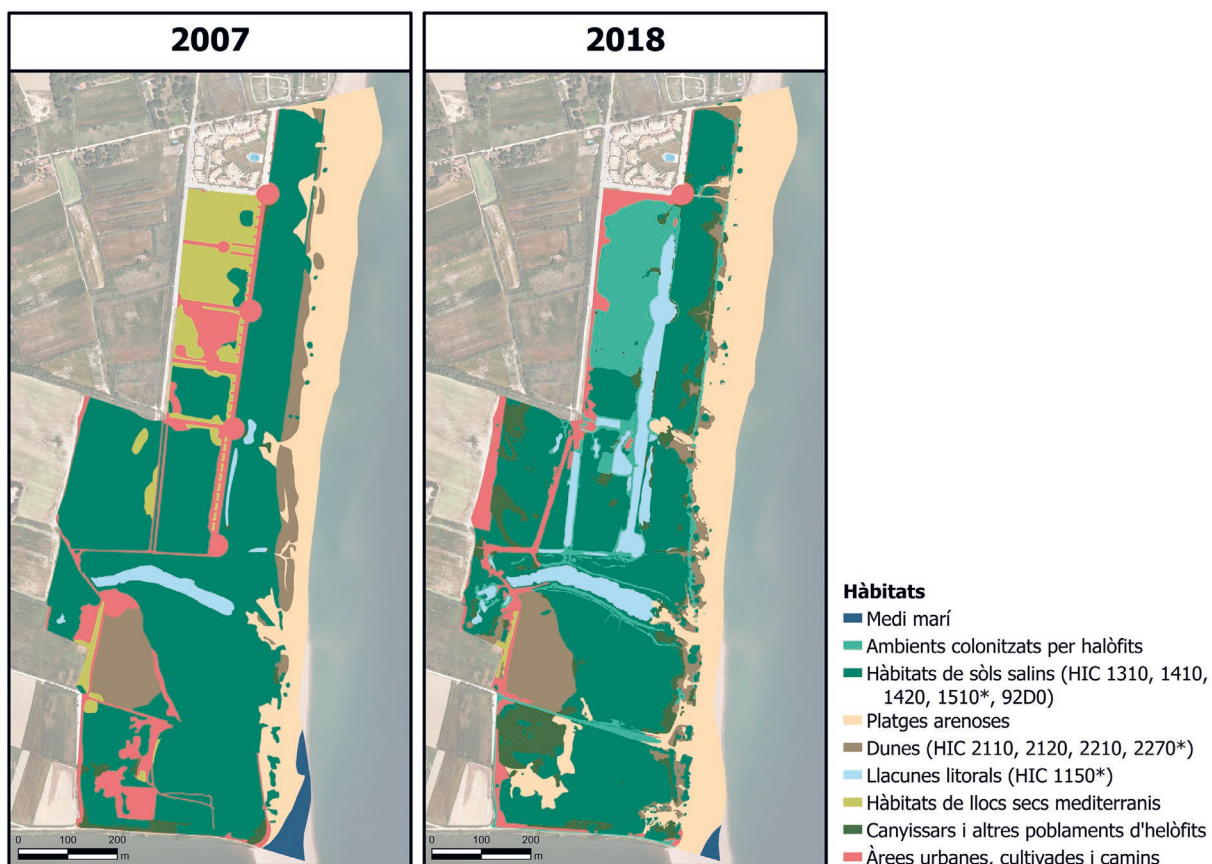 2007
2018
Hàbitats
Medi marí
Ambients colonitzats per halòfits
Hàbitats de sòls salins (HIC 1310, 1410,
1420, 1510*, 92D0)
Platges arenoses
Dunes (HIC 2110, 2120, 2210, 2270*)
Llacunes litorals (HIC 1150*)
Hàbitats de llocs secs mediterranis
Canyissars i altres poblaments d'helòfits
Àrees urbanes, cultivades i camins
0 100 200
m
0 100 200
m